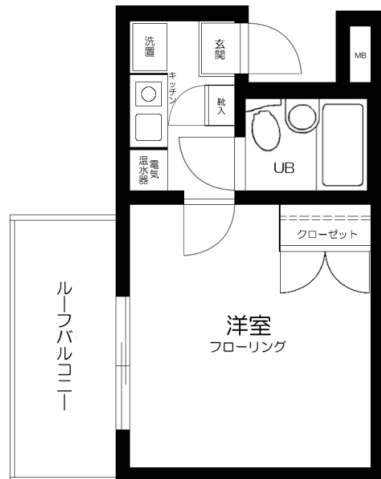 洗置
玄関
MB
キッチン
靴入
電気
温水器
UB
クローゼット
洋室
フローリング
ルーフバルコニー